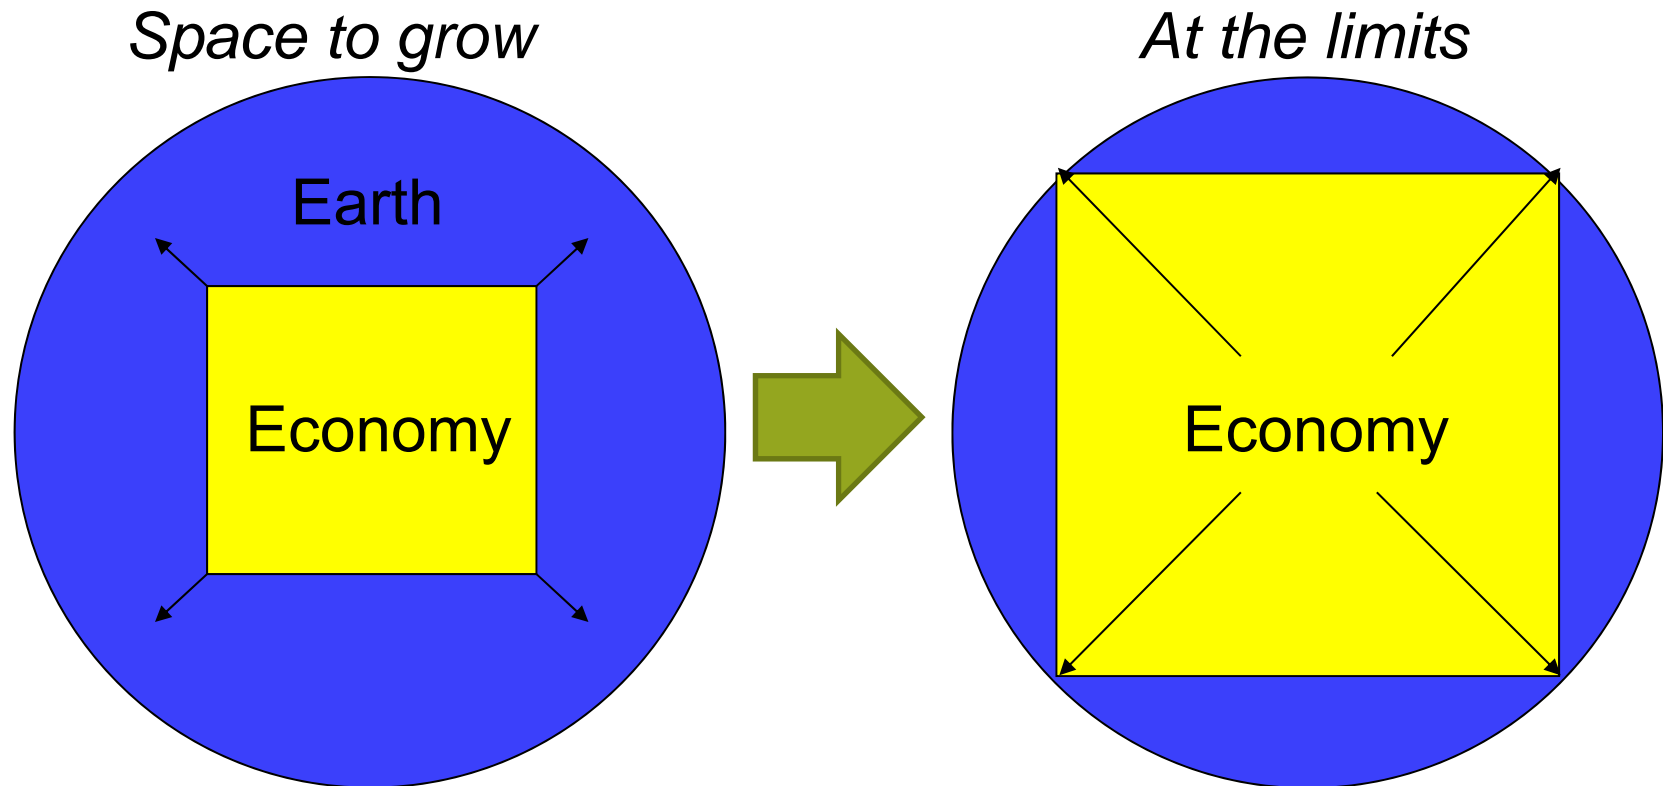 Space to grow
At the limits
Earth
Economy
Economy